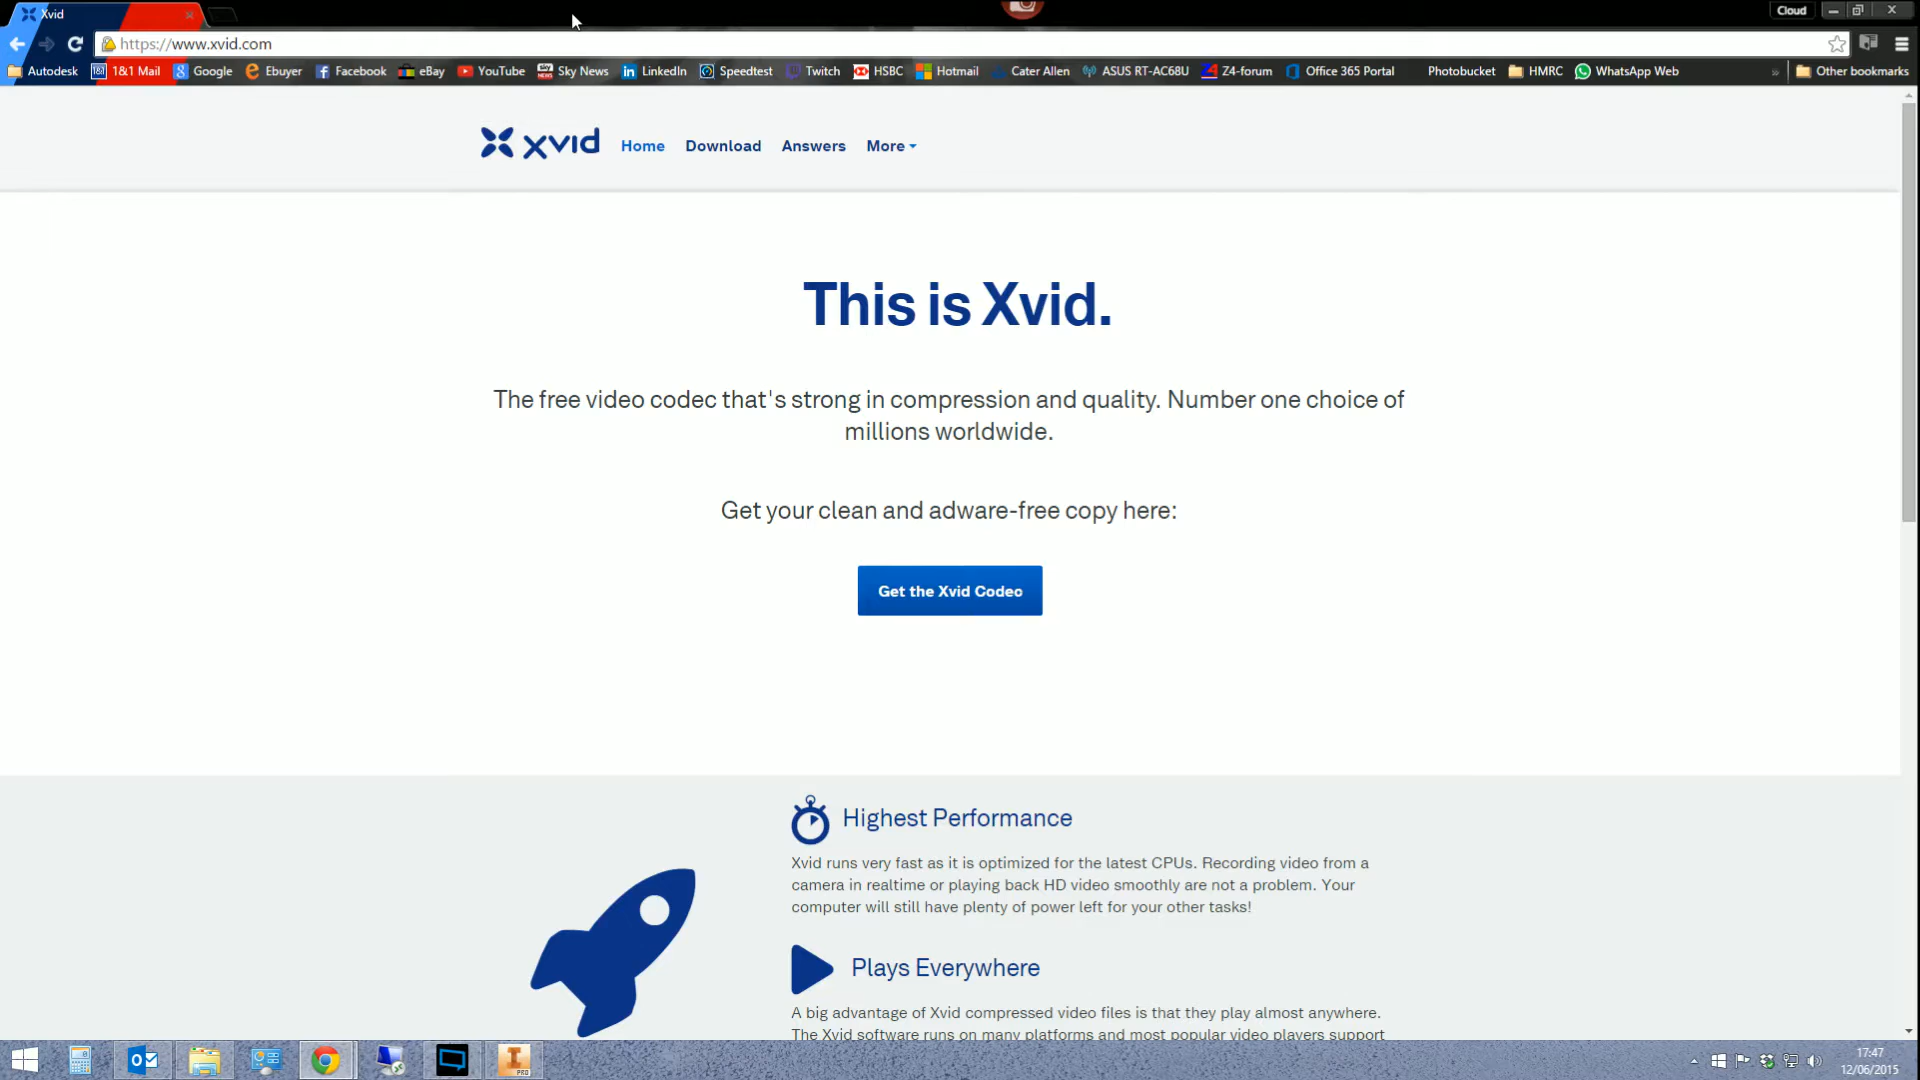 Xvid
Cloud
https://www.xvid.com
Autodesk 1&1 Mail Google Ebuyer Facebook eBay YouTube Sky News LinkedIn Speedtest Twitch HSBC Hotmail Cater Allen ASUS RT-AC68U Z4-forum Office 365 Portal Photobucket HMRC WhatsApp Web » Other bookmarks
xvid Home Download Answers More
This is Xvid.
The free video codec that's strong in compression and quality. Number one choice of
millions worldwide.
Get your clean and adware-free copy here:
Get the Xvid Codec
Highest Performance
Xvid runs very fast as it is optimized for the latest CPUs. Recording video from a
camera in realtime or playing back HD video smoothly are not a problem. Your
computer will still have plenty of power left for your other tasks!
Plays Everywhere
A big advantage of Xvid compressed video files is that they play almost anywhere.
The Xvid software runs on many platforms and most popular video players support
PRO
17:47
12/06/2015